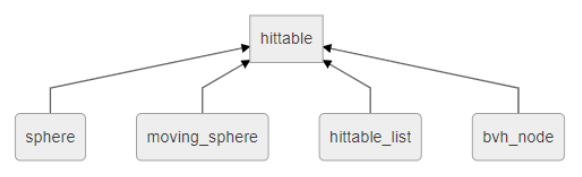 hittable
sphere
moving_sphere
hittable_list
bvh_node